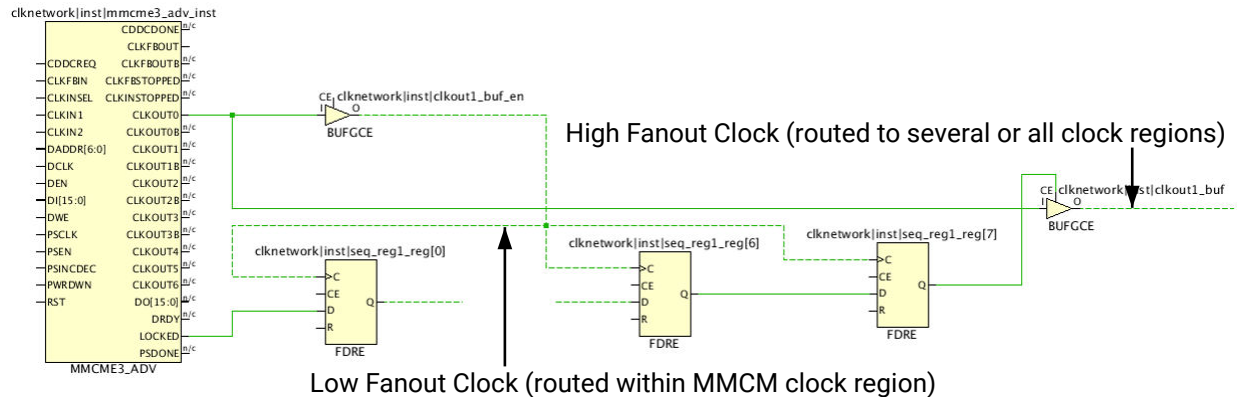 clknetwork|inst|mmcme3_adv_inst
CDDCDONE n/c
CLKFBOUT
CDDCREQ CLKFBOUTB n/c
CLKFBIN CLKFBSTOPPED n/c
CLKINSEL CLKINSTOPPED n/c
CLKIN1 CLKOUT0
CLKIN2 CLKOUT0B n/c
DADDR[6:0] CLKOUT1 n/c
DCLK CLKOUT1B n/c
DEN CLKOUT2 n/c
DI[15:0] CLKOUT2B n/c
DWE CLKOUT3 n/c
PSCLK CLKOUT3B n/c
PSEN CLKOUT4 n/c
PSINCDEC CLKOUT5 n/c
PWRDWN CLKOUT6 n/c
RST DO[15:0] n/c
DRDY n/c
LOCKED
PSDONE n/c
MMCME3_ADV
CE clknetwork|inst|clkout1_buf_en
I O
BUFGCE
High Fanout Clock (routed to several or all clock regions)
CE clknetwork|inst|clkout1_buf
I O
BUFGCE
clknetwork|inst|seq_reg1_reg[0]
C
CE
D Q
R
FDRE
clknetwork|inst|seq_reg1_reg[6]
C
CE
D Q
R
FDRE
clknetwork|inst|seq_reg1_reg[7]
C
CE
D Q
R
FDRE
Low Fanout Clock (routed within MMCM clock region)